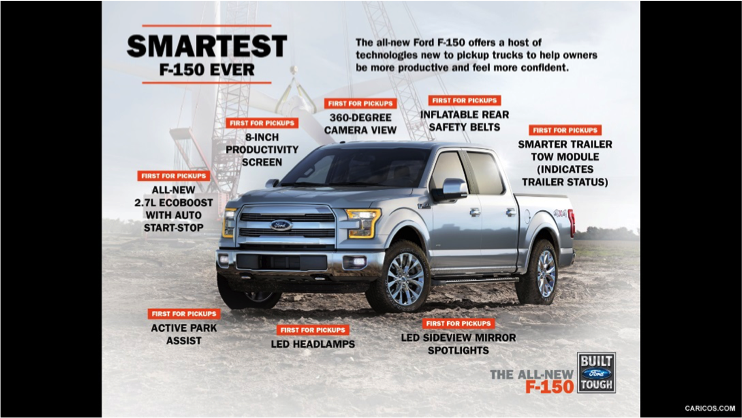 SMARTEST
F-150 EVER
The all-new Ford F-150 offers a host of
technologies new to pickup trucks to help owners
be more productive and feel more confident.
FIRST FOR PICKUPS
360-DEGREE
CAMERA VIEW
FIRST FOR PICKUPS
INFLATABLE REAR
SAFETY BELTS
FIRST FOR PICKUPS
8-INCH
PRODUCTIVITY
SCREEN
FIRST FOR PICKUPS
SMARTER TRAILER
TOW MODULE
(INDICATES
TRAILER STATUS)
FIRST FOR PICKUPS
ALL-NEW
2.7L ECOBOOST
WITH AUTO
START-STOP
Ford
4X4
FIRST FOR PICKUPS
ACTIVE PARK
ASSIST
FIRST FOR PICKUPS
LED HEADLAMPS
FIRST FOR PICKUPS
LED SIDEVIEW MIRROR
SPOTLIGHTS
THE ALL-NEW
F-150
BUILT
Ford
TOUGH
CARICOS.COM